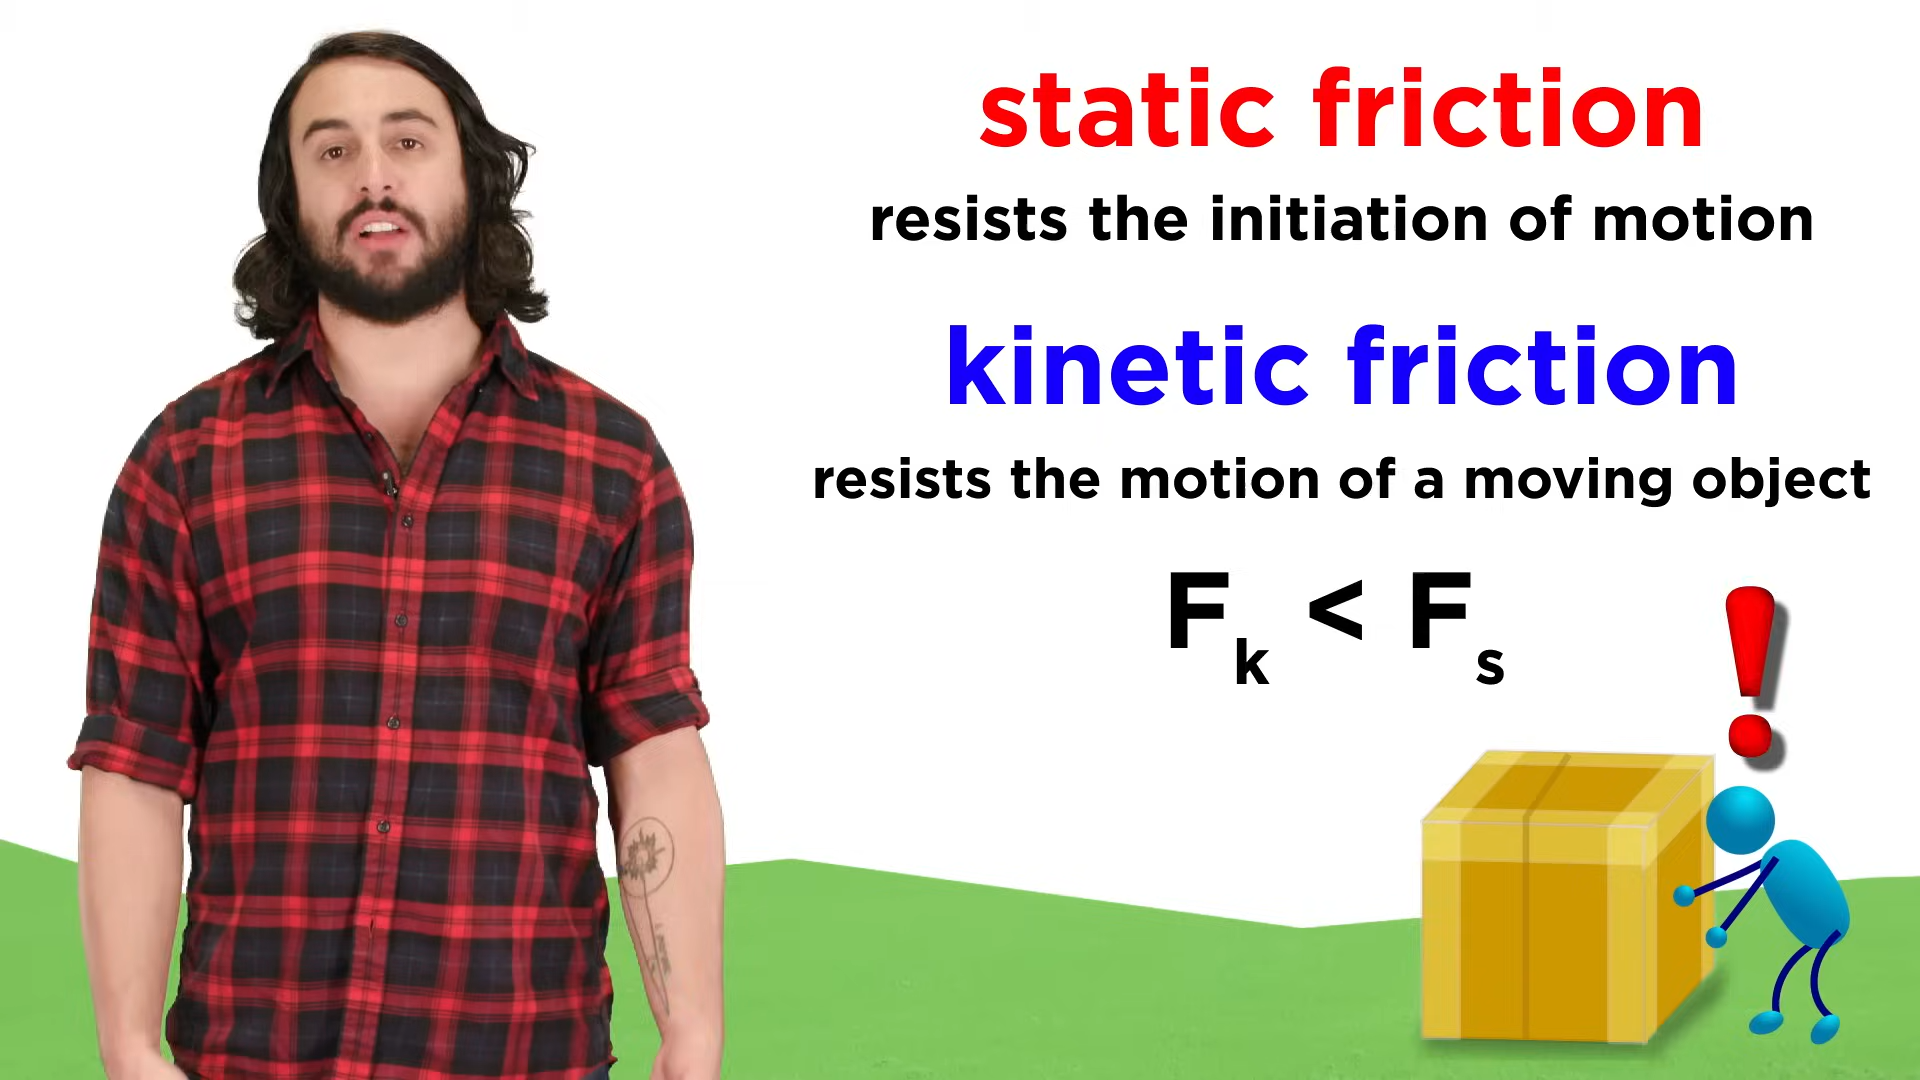 static friction
resists the initiation of motion
kinetic friction
resists the motion of a moving object
Fk < Fs
!